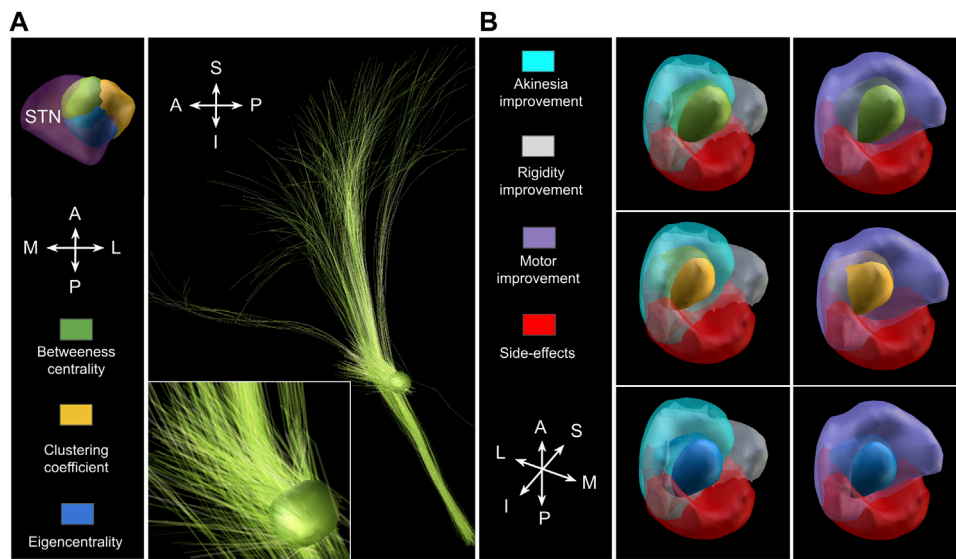 A
STN
A
M L
P
Betweeness
centrality
Clustering
coefficient
Eigencentrality
S
A P
I
B
Akinesia
improvement
Rigidity
improvement
Motor
improvement
Side-effects
A S
L
M
I
P